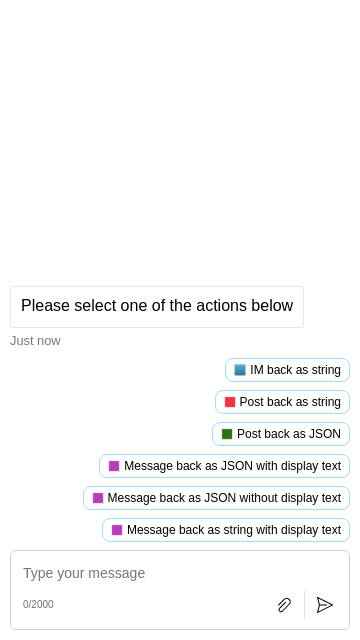 Please select one of the actions below
Just now
IM back as string
Post back as string
Post back as JSON
Message back as JSON with display text
Message back as JSON without display text
Message back as string with display text
Type your message
0/2000